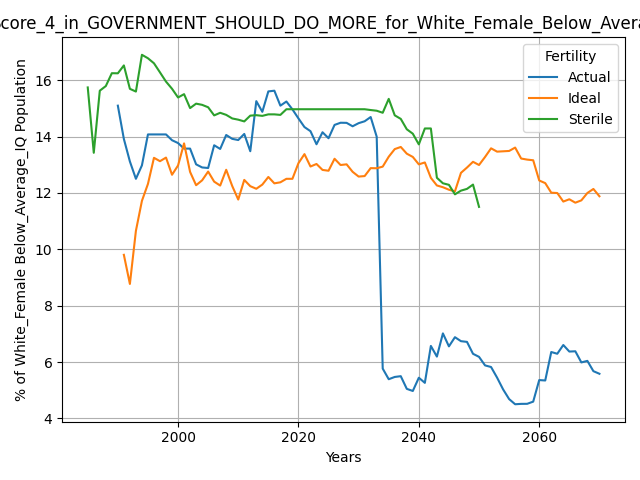 core_4_in_GOVERNMENT_SHOULD_DO_MORE_for_White_Female_Below_Avera
Fertility
Actual
Ideal
Sterile
% of White_Female Below_Average_IQ Population
16
14
12
10
8
6
4
2000
2020
2040
2060
Years